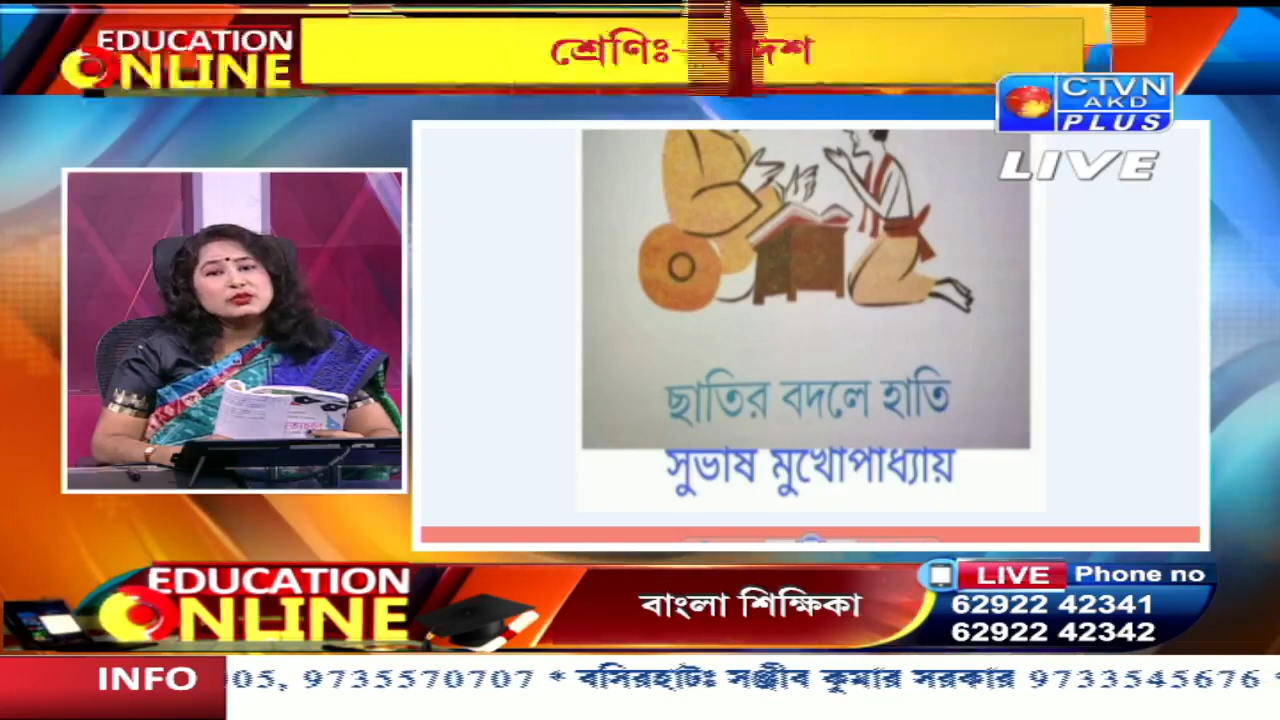 EDUCATION
ONLINE
শ্রেণিঃ-
CTVN
AKD
PLUS
LIVE
ছাতির বদলে হাতি
সুভাষ মুখোপাধ্যায়
EDUCATION
ONLINE
বাংলা শিক্ষিকা
LIVE Phone no
62922 42341
62922 42342
INFO
005, 9735570707 * বসিরহাটঃ সঞ্জীব কুমার সরকার 9733545676 *